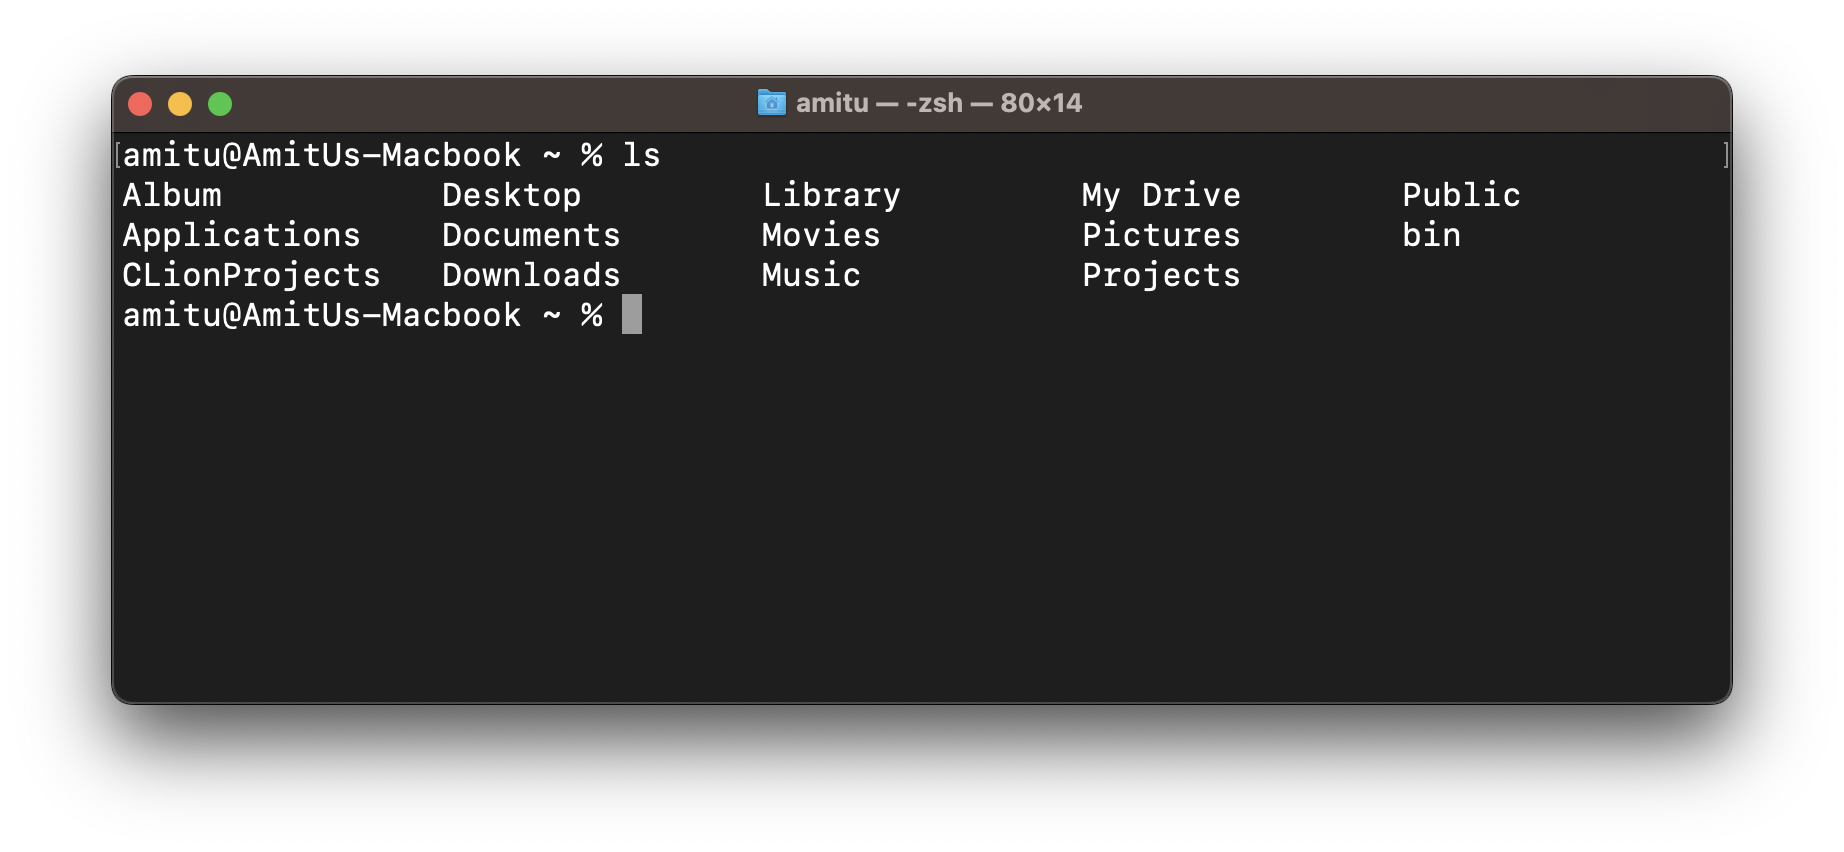 amitu — -zsh — 80×14
[amitu@AmitUs-Macbook ~ % ls ]
Album Desktop Library My Drive Public
Applications Documents Movies Pictures bin
CLionProjects Downloads Music Projects
amitu@AmitUs-Macbook ~ %